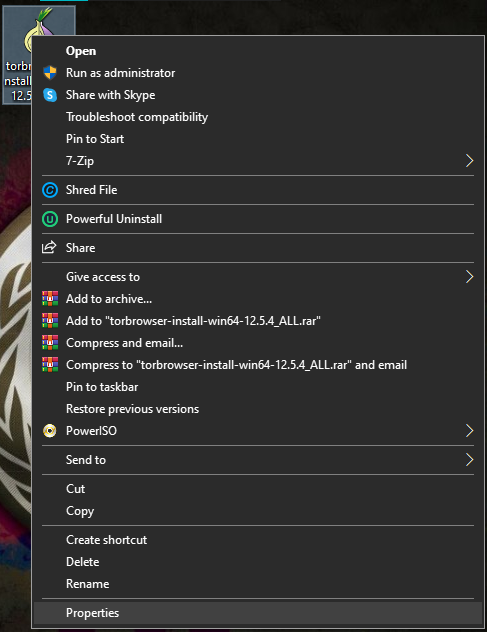 torbr
nstall
12.5.
Open
Run as administrator
Share with Skype
Troubleshoot compatibility
Pin to Start
7-Zip
Shred File
Powerful Uninstall
Share
Give access to
Add to archive...
Add to "torbrowser-install-win64-12.5.4_ALL.rar"
Compress and email...
Compress to "torbrowser-install-win64-12.5.4_ALL.rar" and email
Pin to taskbar
Restore previous versions
PowerISO
Send to
Cut
Copy
Create shortcut
Delete
Rename
Properties